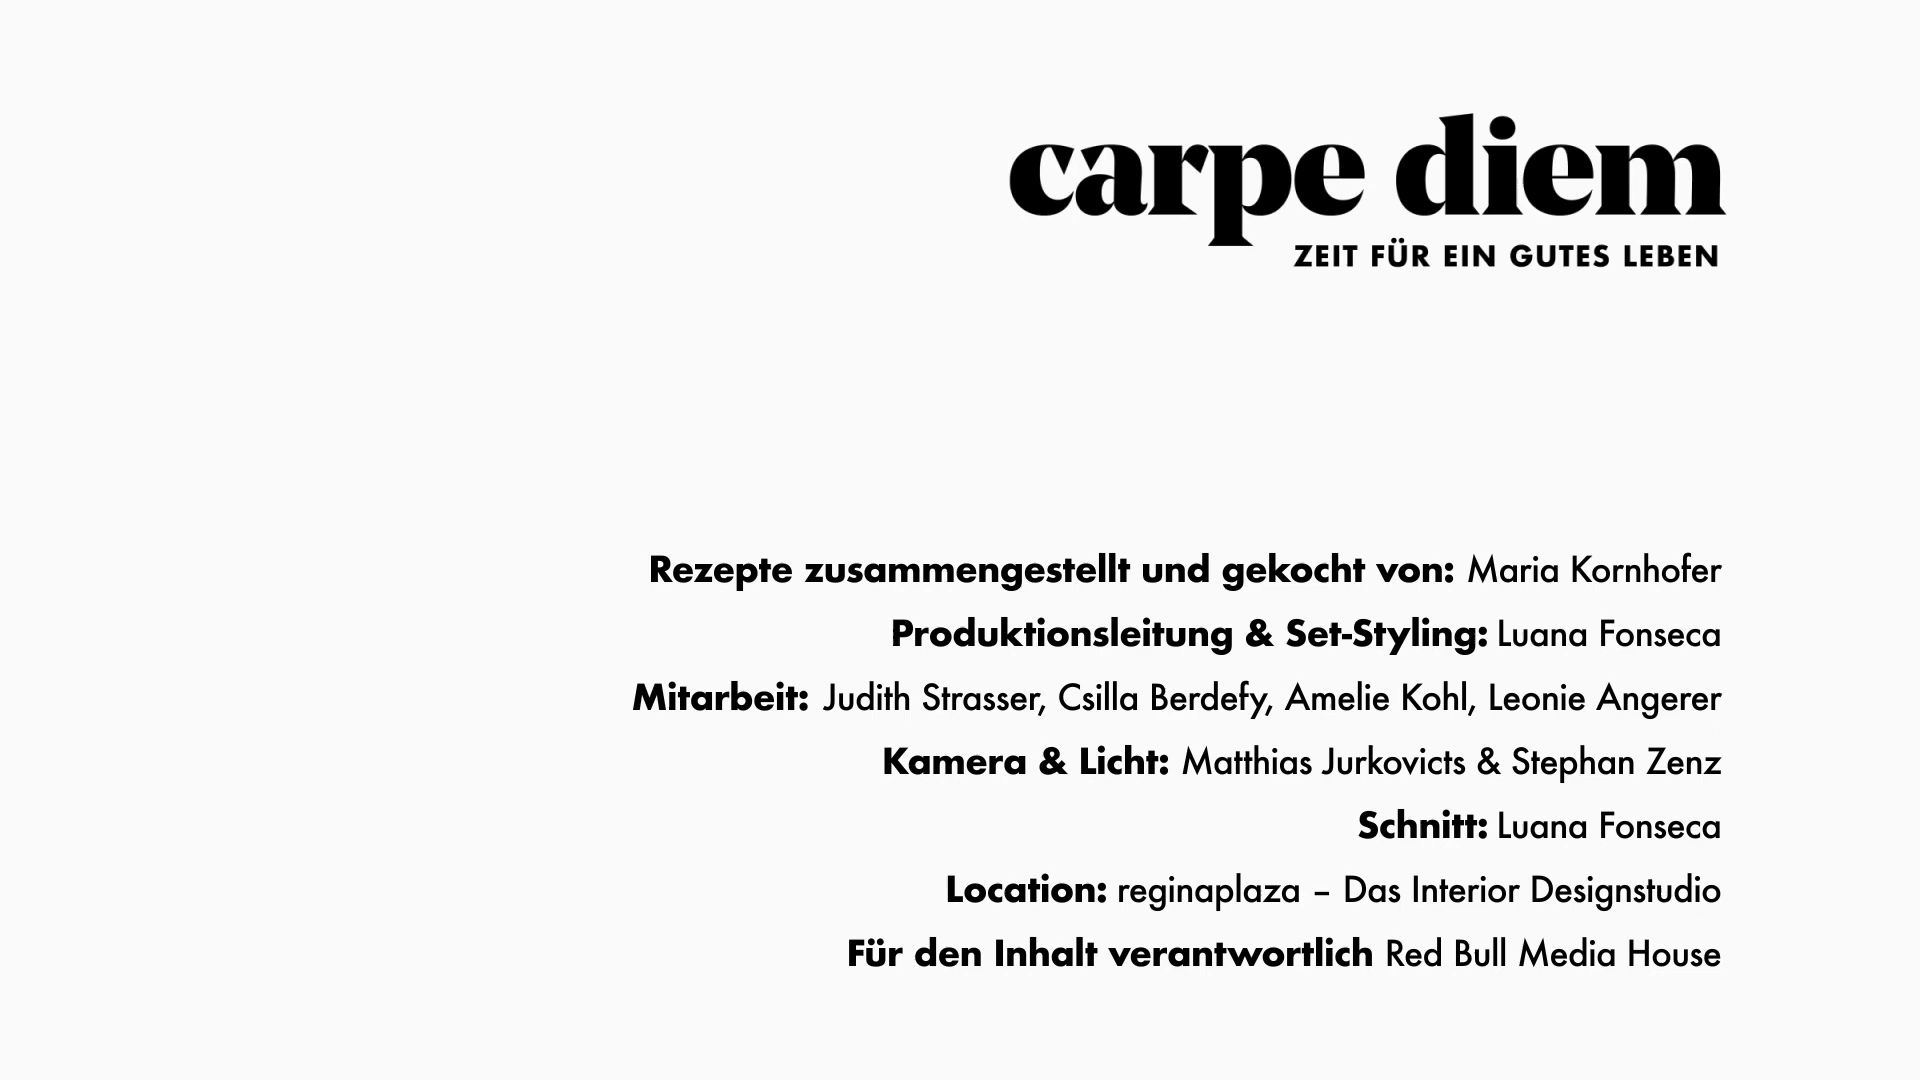 carpe diem
ZEIT FÜR EIN GUTES LEBEN
Rezepte zusammengestellt und gekocht von: Maria Kornhofer
Produktionsleitung & Set-Styling: Luana Fonseca
Mitarbeit: Judith Strasser, Csilla Berdefy, Amelie Kohl, Leonie Angerer
Kamera & Licht: Matthias Jurkovicts & Stephan Zenz
Schnitt: Luana Fonseca
Location: reginaplaza – Das Interior Designstudio
Für den Inhalt verantwortlich Red Bull Media House